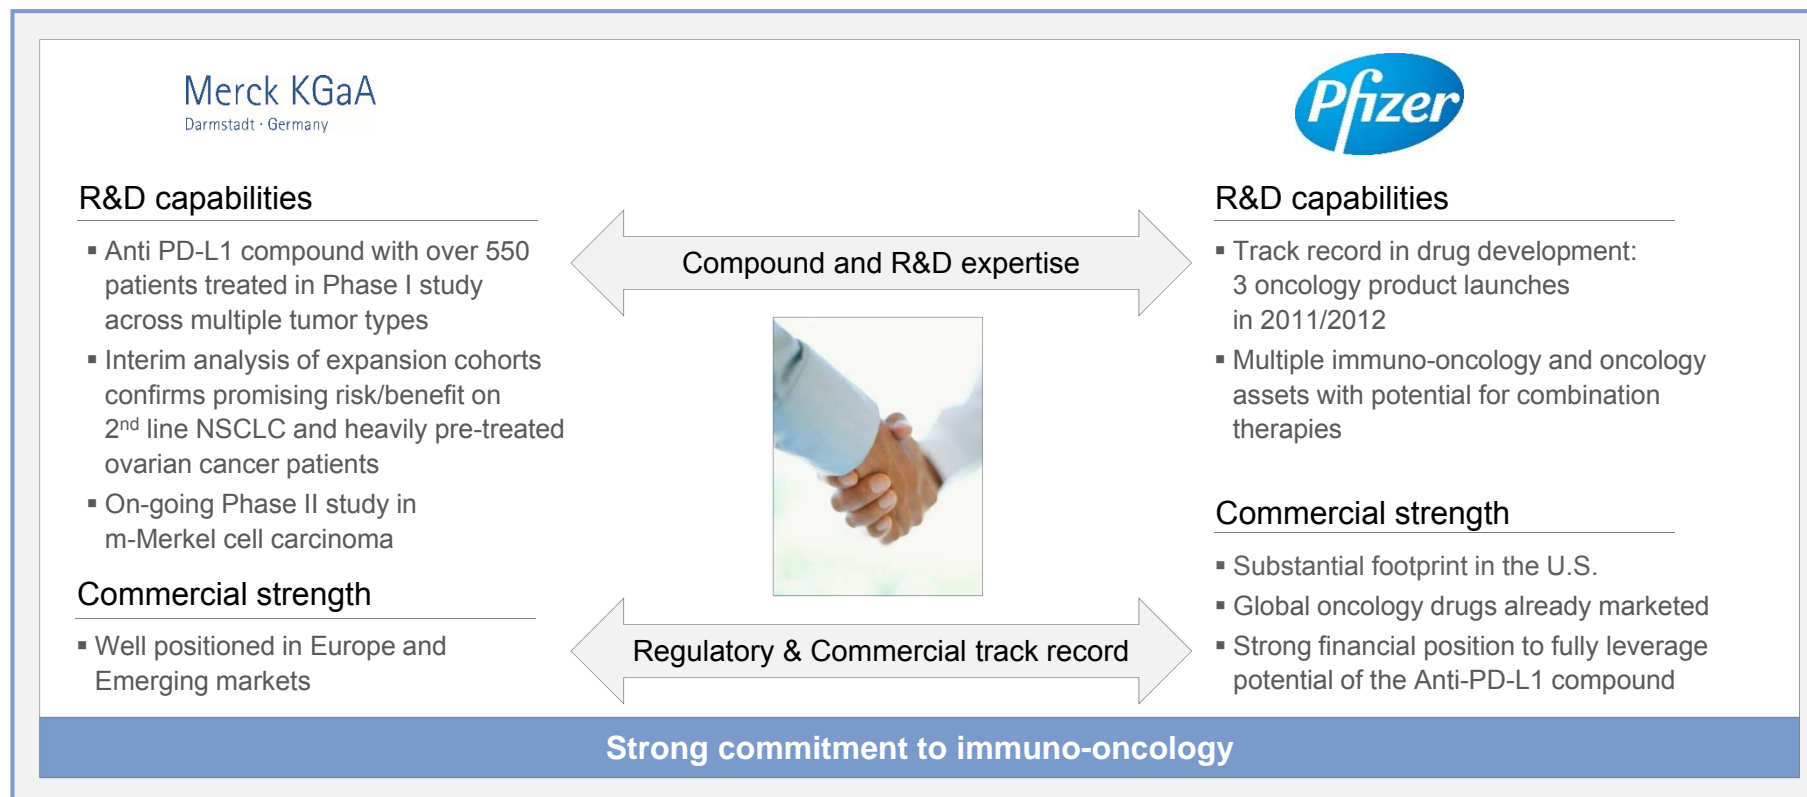 Merck KGaA
Darmstadt · Germany
R&D capabilities
▪ Anti PD-L1 compound with over 550
patients treated in Phase I study
across multiple tumor types
▪ Interim analysis of expansion cohorts
confirms promising risk/benefit on
2nd line NSCLC and heavily pre-treated
ovarian cancer patients
▪ On-going Phase II study in
m-Merkel cell carcinoma
Commercial strength
▪ Well positioned in Europe and
Emerging markets
Compound and R&D expertise
Regulatory & Commercial track record
Pfizer
R&D capabilities
▪ Track record in drug development:
3 oncology product launches
in 2011/2012
▪ Multiple immuno-oncology and oncology
assets with potential for combination
therapies
Commercial strength
▪ Substantial footprint in the U.S.
▪ Global oncology drugs already marketed
▪ Strong financial position to fully leverage
potential of the Anti-PD-L1 compound
Strong commitment to immuno-oncology